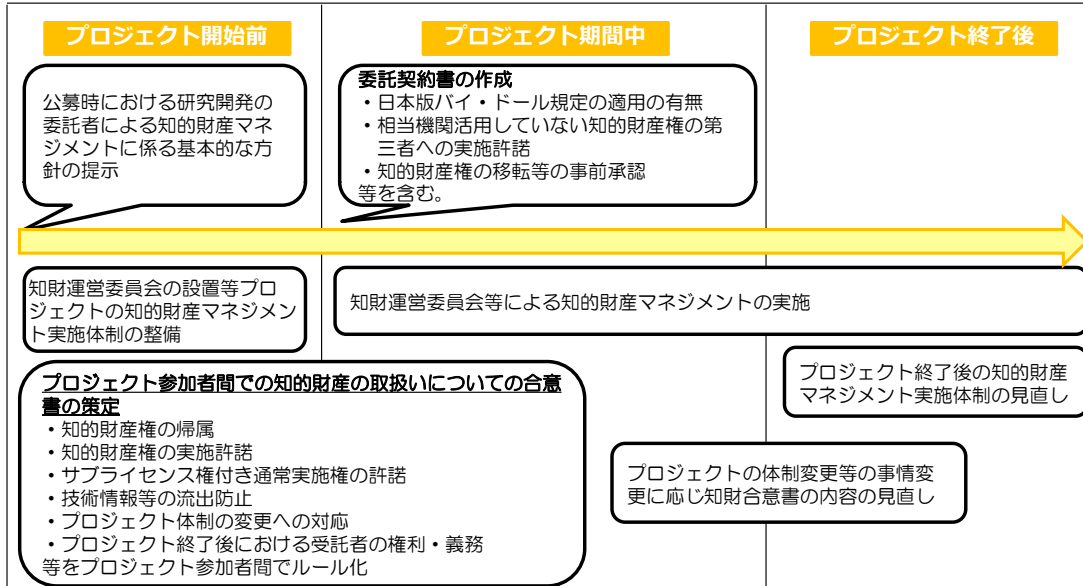 プロジェクト開始前
プロジェクト期間中
プロジェクト終了後
公募時における研究開発の
委託者による知的財産マネ
ジメントに係る基本的な方
針の提示
委託契約書の作成
・日本版バイ・ドール規定の適用の有無
・相当機関活用していない知的財産権の第
三者への実施許諾
・知的財産権の移転等の事前承認
等を含む。
知財運営委員会の設置等プロ
ジェクトの知的財産マネジメン
ト実施体制の整備
知財運営委員会等による知的財産マネジメントの実施
プロジェクト参加者間での知的財産の取扱いについての合意
書の策定
・知的財産権の帰属
・知的財産権の実施許諾
・サブライセンス権付き通常実施権の許諾
・技術情報等の流出防止
・プロジェクト体制の変更への対応
・プロジェクト終了後における受託者の権利・義務
等をプロジェクト参加者間でルール化
プロジェクト終了後の知的財産
マネジメント実施体制の見直し
プロジェクトの体制変更等の事情変
更に応じ知財合意書の内容の見直し